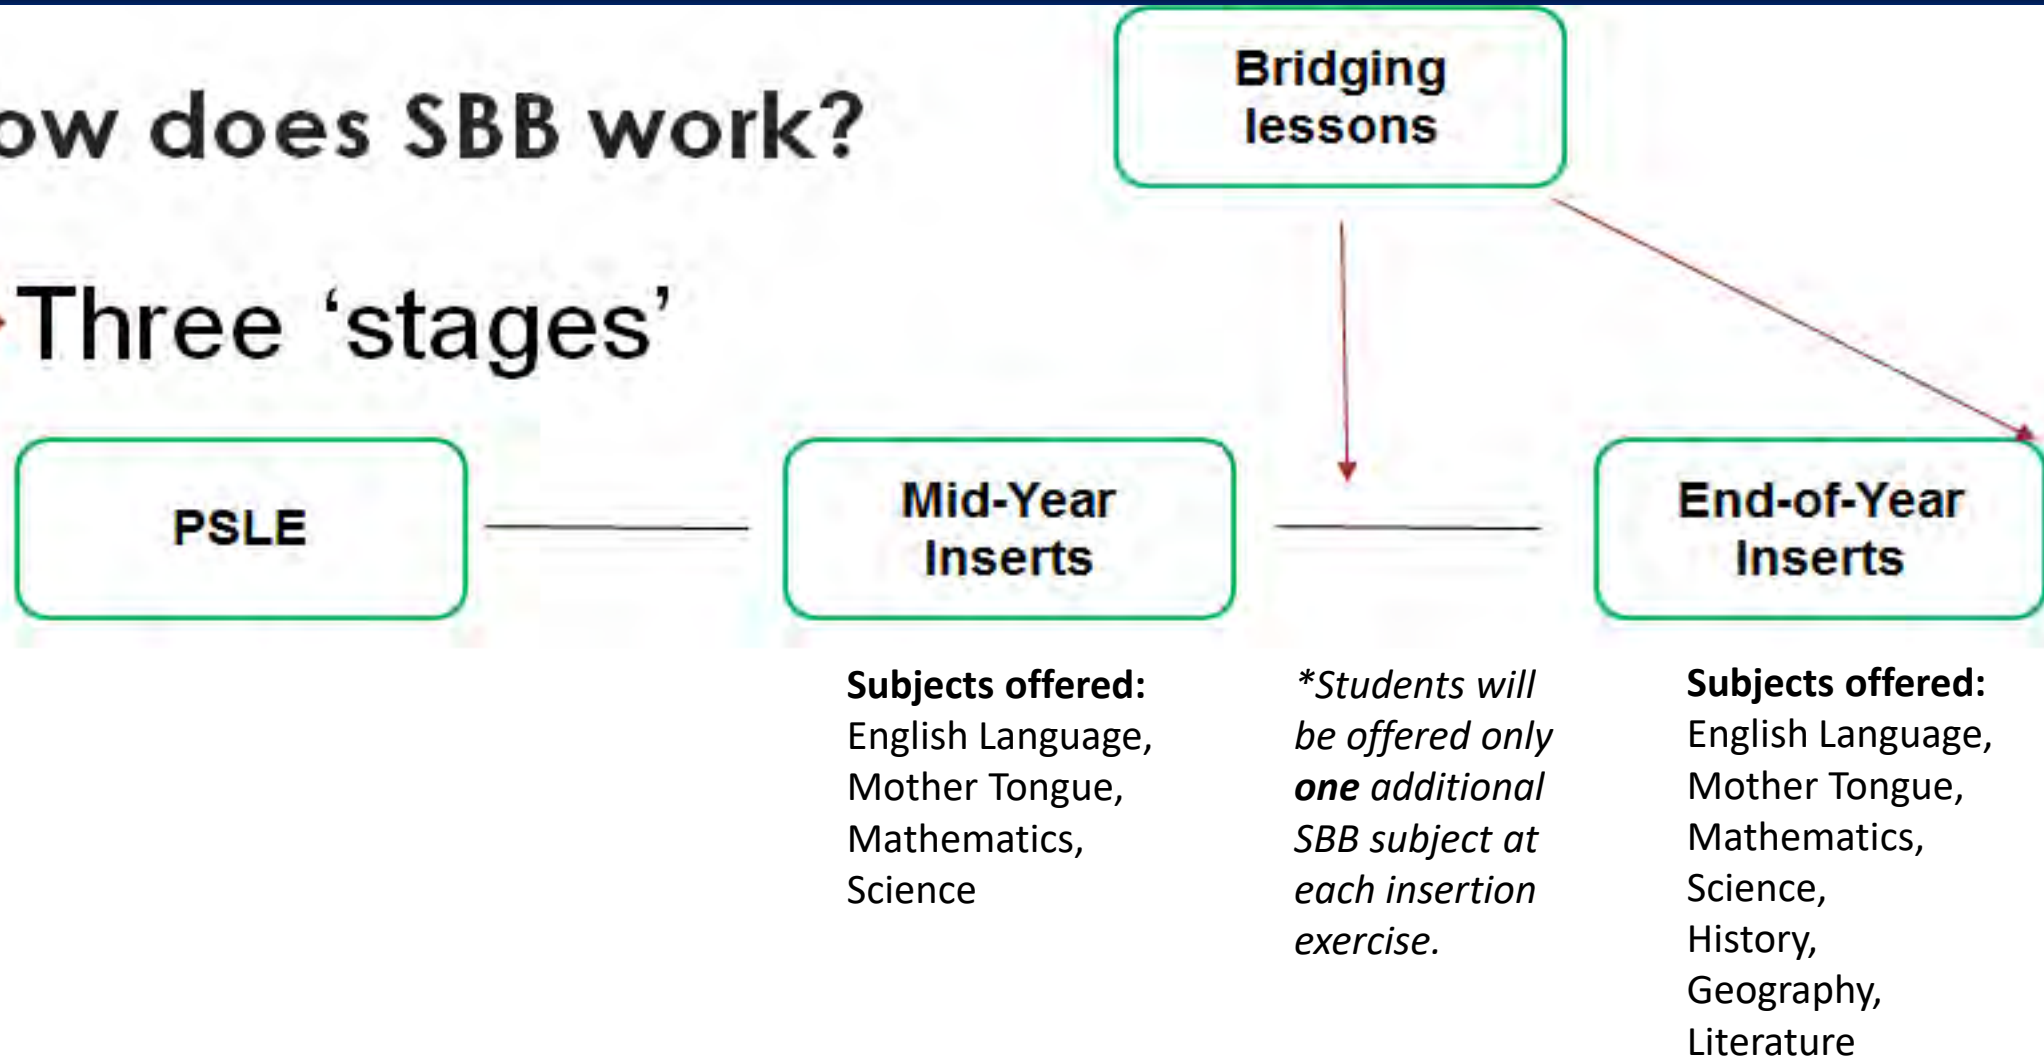 ow does SBB work?
Three ‘stages’
Bridging
lessons
PSLE
Mid-Year
Inserts
End-of-Year
Inserts
Subjects offered:
English Language,
Mother Tongue,
Mathematics,
Science
*Students will
be offered only
one additional
SBB subject at
each insertion
exercise.
Subjects offered:
English Language,
Mother Tongue,
Mathematics,
Science,
History,
Geography,
Literature